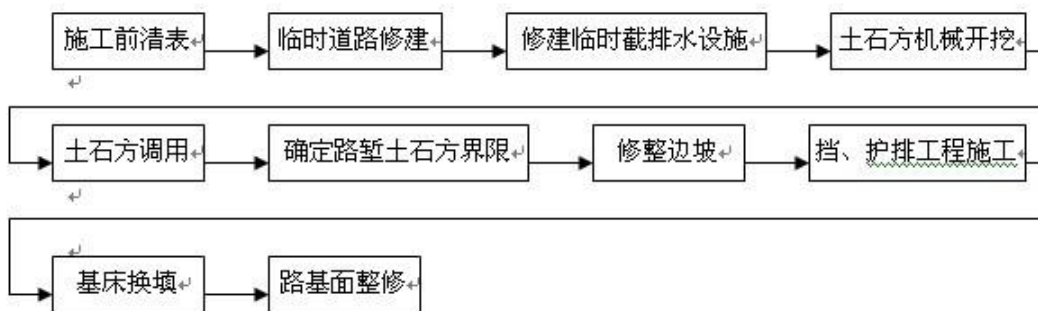 施工前清表
临时道路修建
修建临时截排水设施
土石方机械开挖
土石方调用
确定路堑土石方界限
修整边坡
挡、护排工程施工
基床换填
路基面整修